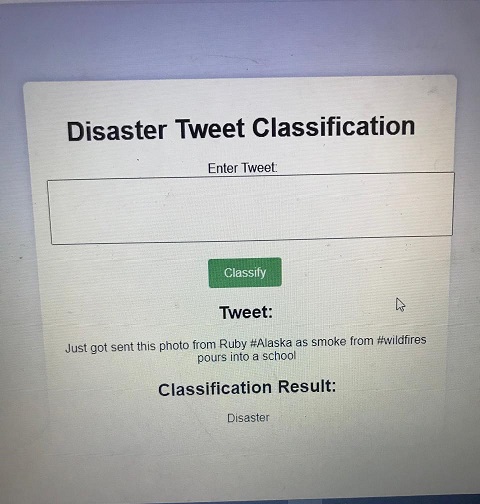 Disaster Tweet Classification
Enter Tweet:
Classify
Tweet:
Just got sent this photo from Ruby #Alaska as smoke from #wildfires
pours into a school
Classification Result:
Disaster